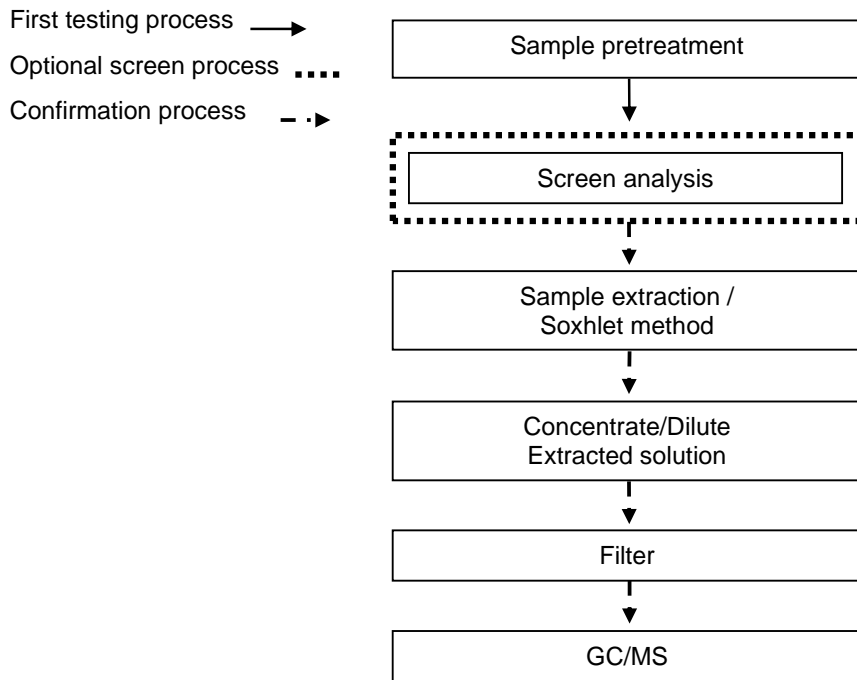 First testing process
Optional screen process
Confirmation process
Sample pretreatment
Screen analysis
Sample extraction /
Soxhlet method
Concentrate/Dilute
Extracted solution
Filter
GC/MS